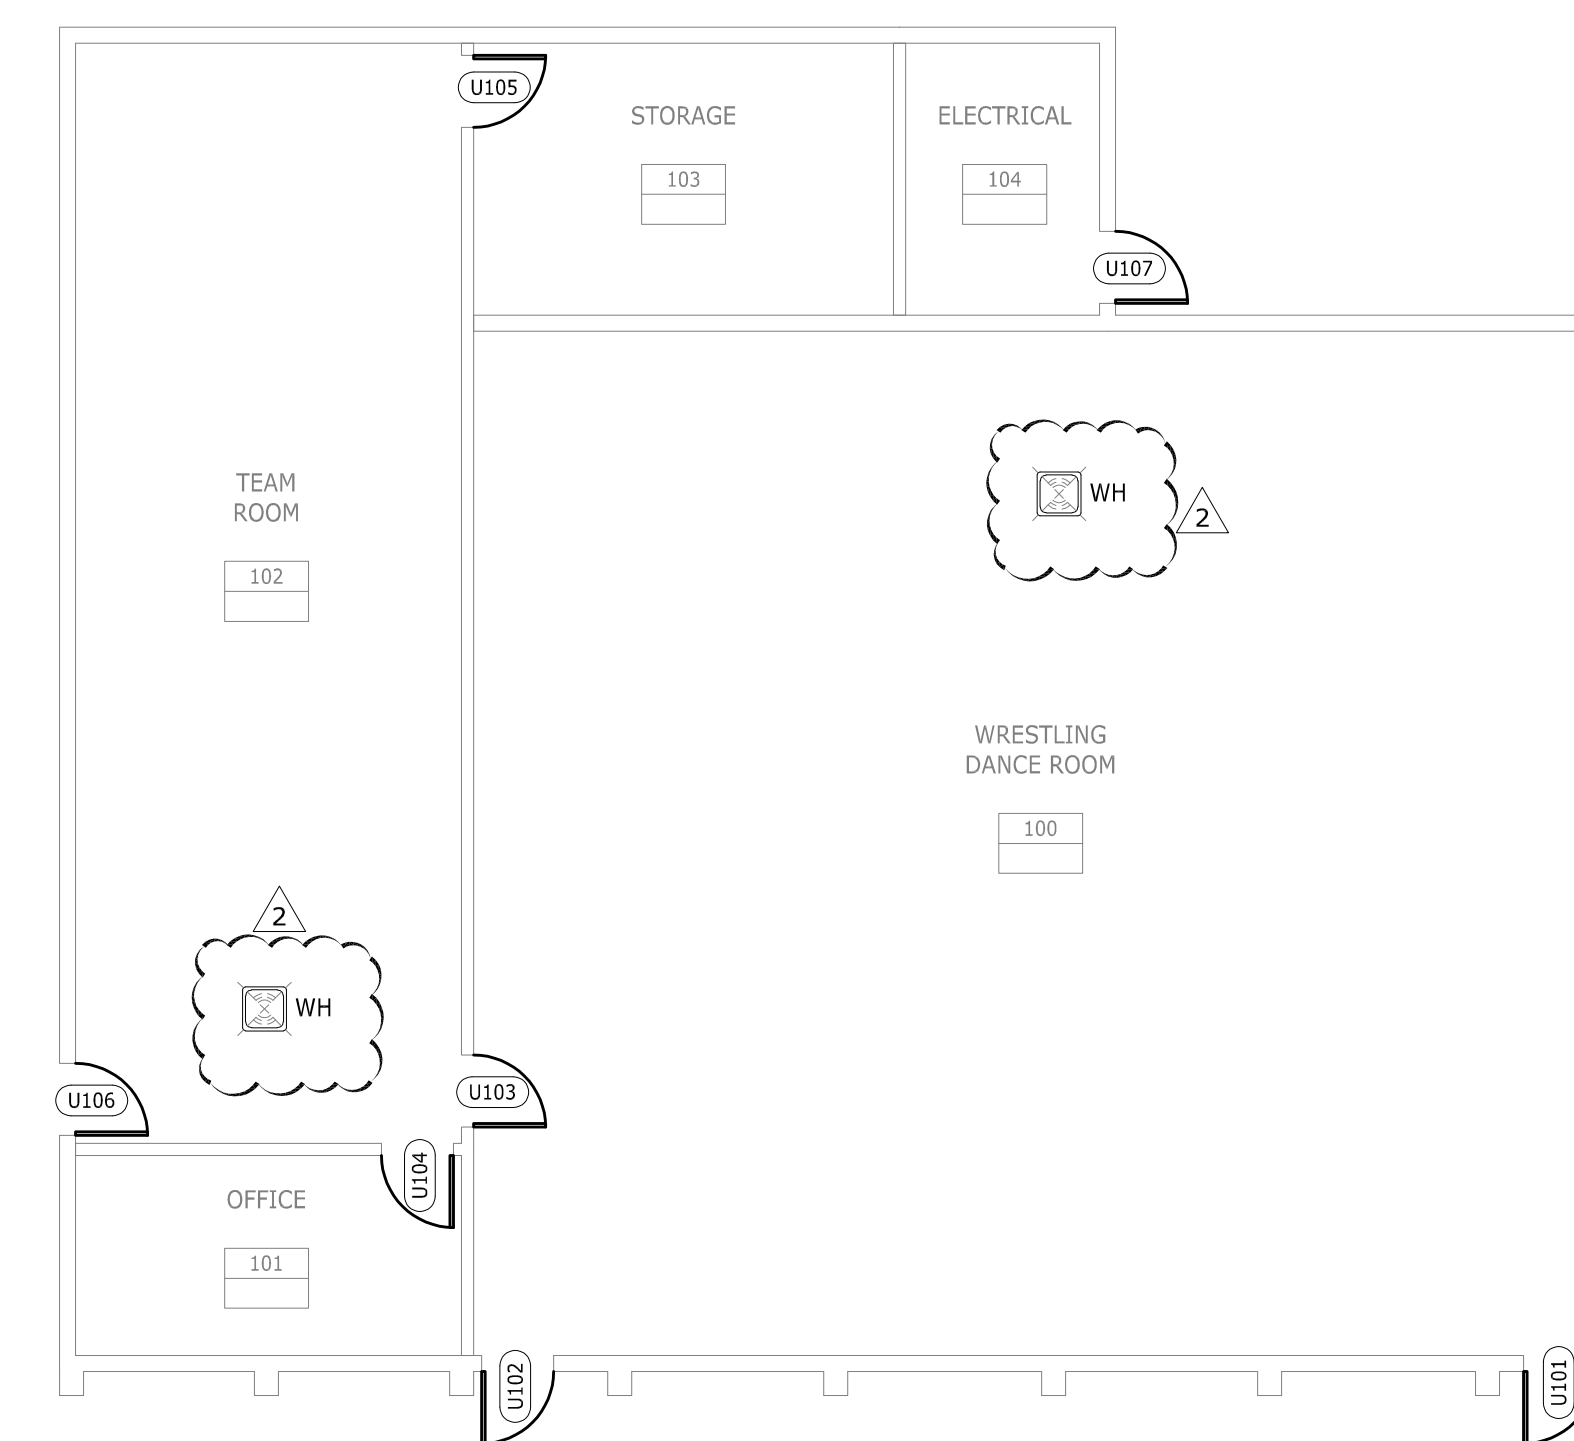 U105
STORAGE
103
ELECTRICAL
104
U107
TEAM
ROOM
102
WH
2
WRESTLING
DANCE ROOM
100
2
WH
U106
U103
U104
OFFICE
101
U102
U101